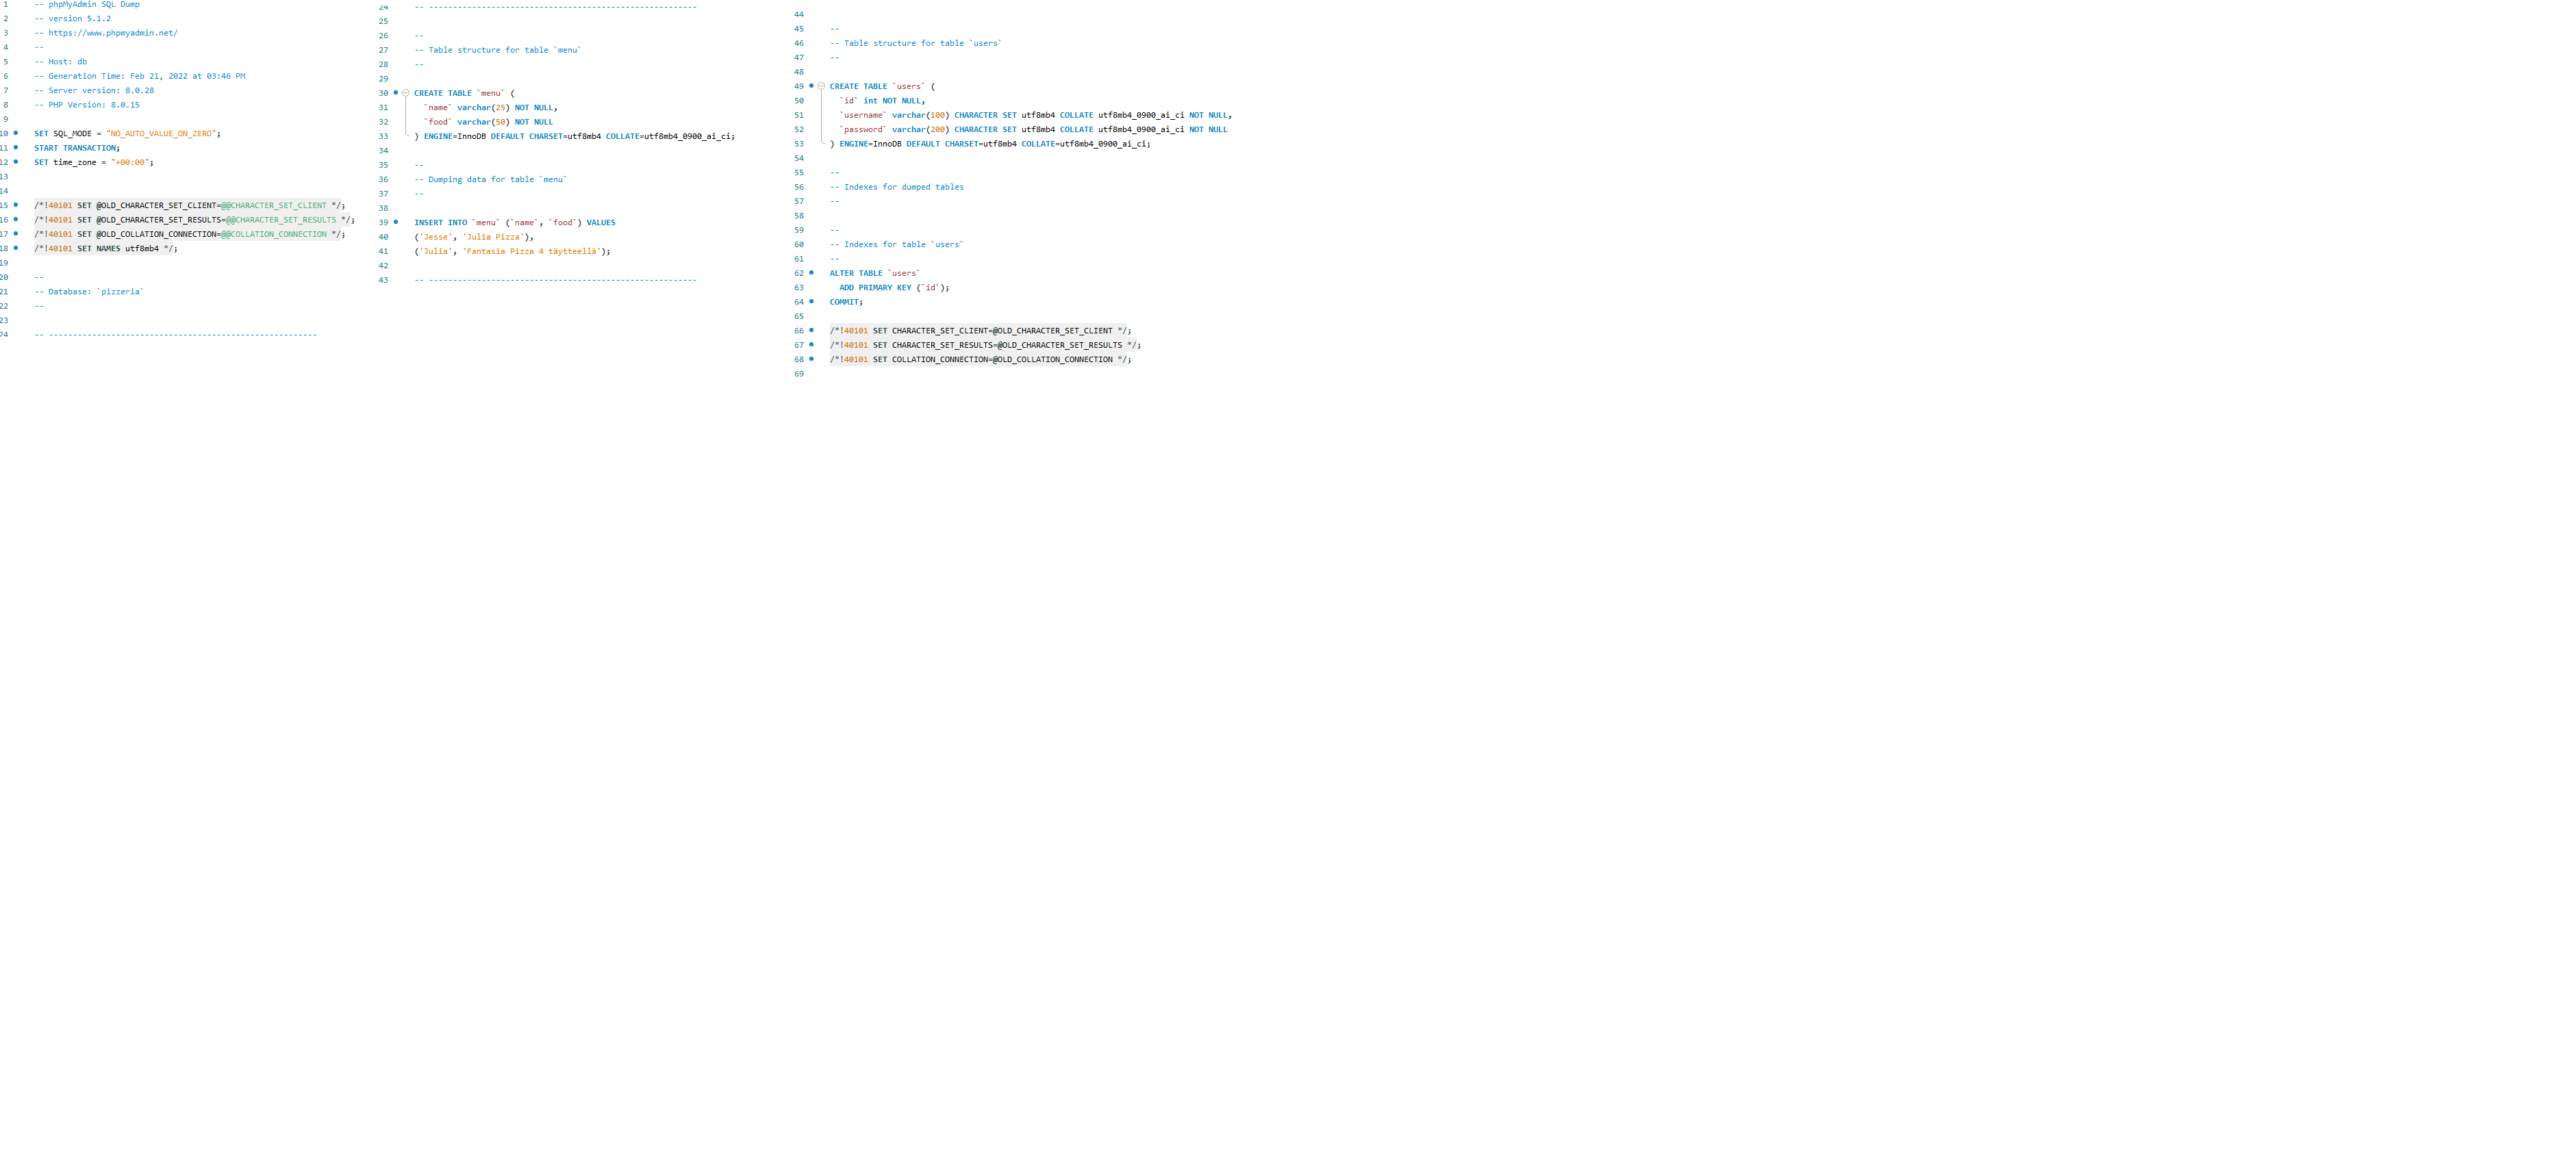 1 -- phpMyAdmin SQL Dump
2 -- version 5.1.2
3 -- https://www.phpmyadmin.net/
4 --
5 -- Host: db
6 -- Generation Time: Feb 21, 2022 at 03:46 PM
7 -- Server version: 8.0.28
8 -- PHP Version: 8.0.15
9
10 SET SQL_MODE = "NO_AUTO_VALUE_ON_ZERO";
11 START TRANSACTION;
12 SET time_zone = "+00:00";
13
14
15 /*!40101 SET @OLD_CHARACTER_SET_CLIENT=@@CHARACTER_SET_CLIENT */;
16 /*!40101 SET @OLD_CHARACTER_SET_RESULTS=@@CHARACTER_SET_RESULTS */;
17 /*!40101 SET @OLD_COLLATION_CONNECTION=@@COLLATION_CONNECTION */;
18 /*!40101 SET NAMES utf8mb4 */;
19
20 --
21 -- Database: `pizzeria`
22 --
23
24 -- --------------------------------------------------------
24 -- --------------------------------------------------------
25
26 --
27 -- Table structure for table `menu`
28 --
29
30 CREATE TABLE `menu` (
31 `name` varchar(25) NOT NULL,
32 `food` varchar(50) NOT NULL
33 ) ENGINE=InnoDB DEFAULT CHARSET=utf8mb4 COLLATE=utf8mb4_0900_ai_ci;
34
35 --
36 -- Dumping data for table `menu`
37 --
38
39 INSERT INTO `menu` (`name`, `food`) VALUES
40 ('Jesse', 'Julia Pizza'),
41 ('Julia', 'Fantasia Pizza 4 täytteellä');
42
43 -- --------------------------------------------------------
44
45 --
46 -- Table structure for table `users`
47 --
48
49 CREATE TABLE `users` (
50 `id` int NOT NULL,
51 `username` varchar(100) CHARACTER SET utf8mb4 COLLATE utf8mb4_0900_ai_ci NOT NULL,
52 `password` varchar(200) CHARACTER SET utf8mb4 COLLATE utf8mb4_0900_ai_ci NOT NULL
53 ) ENGINE=InnoDB DEFAULT CHARSET=utf8mb4 COLLATE=utf8mb4_0900_ai_ci;
54
55 --
56 -- Indexes for dumped tables
57 --
58
59 --
60 -- Indexes for table `users`
61 --
62 ALTER TABLE `users`
63 ADD PRIMARY KEY (`id`);
64 COMMIT;
65
66 /*!40101 SET CHARACTER_SET_CLIENT=@OLD_CHARACTER_SET_CLIENT */;
67 /*!40101 SET CHARACTER_SET_RESULTS=@OLD_CHARACTER_SET_RESULTS */;
68 /*!40101 SET COLLATION_CONNECTION=@OLD_COLLATION_CONNECTION */;
69